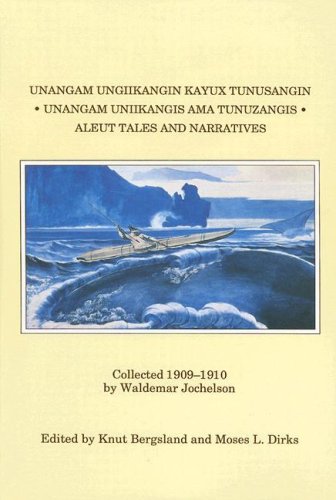 UNANGAM UNGIIKANGIN KAYUX TUNUSANGIN
• UNANGAM UNIIKANGIS AMA TUNUZANGIS •
ALEUT TALES AND NARRATIVES
Collected 1909–1910
by Waldemar Jochelson
Edited by Knut Bergsland and Moses L. Dirks